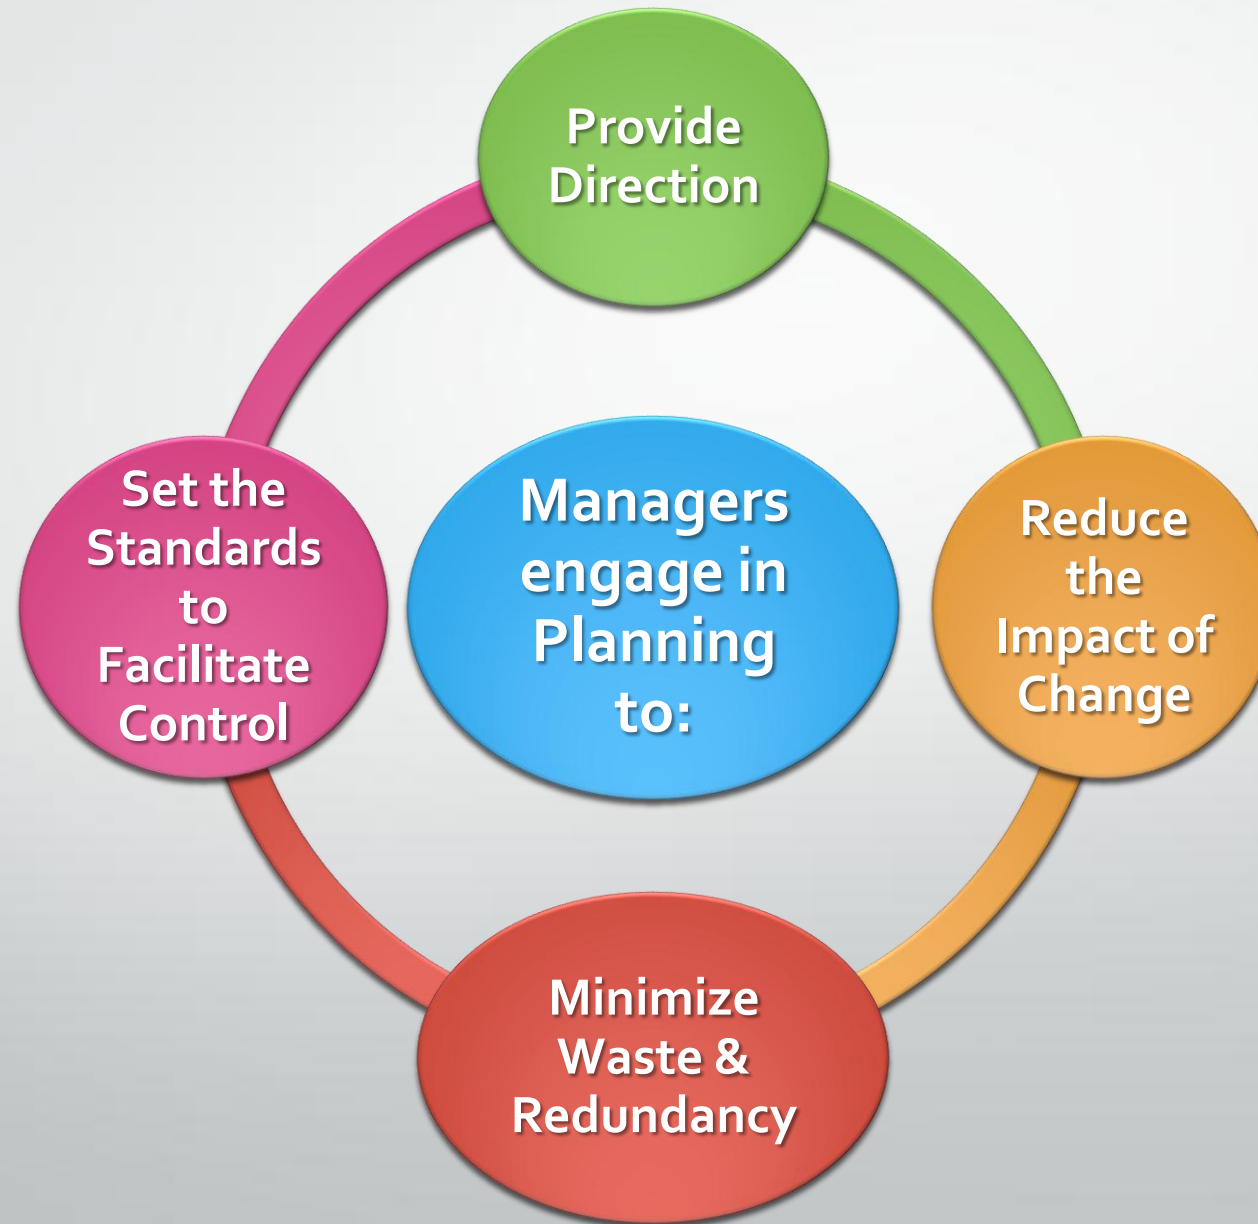 Provide
Direction
Managers
engage in
Planning
to:
Reduce
the
Impact of
Change
Minimize
Waste &
Redundancy
Set the
Standards
to
Facilitate
Control